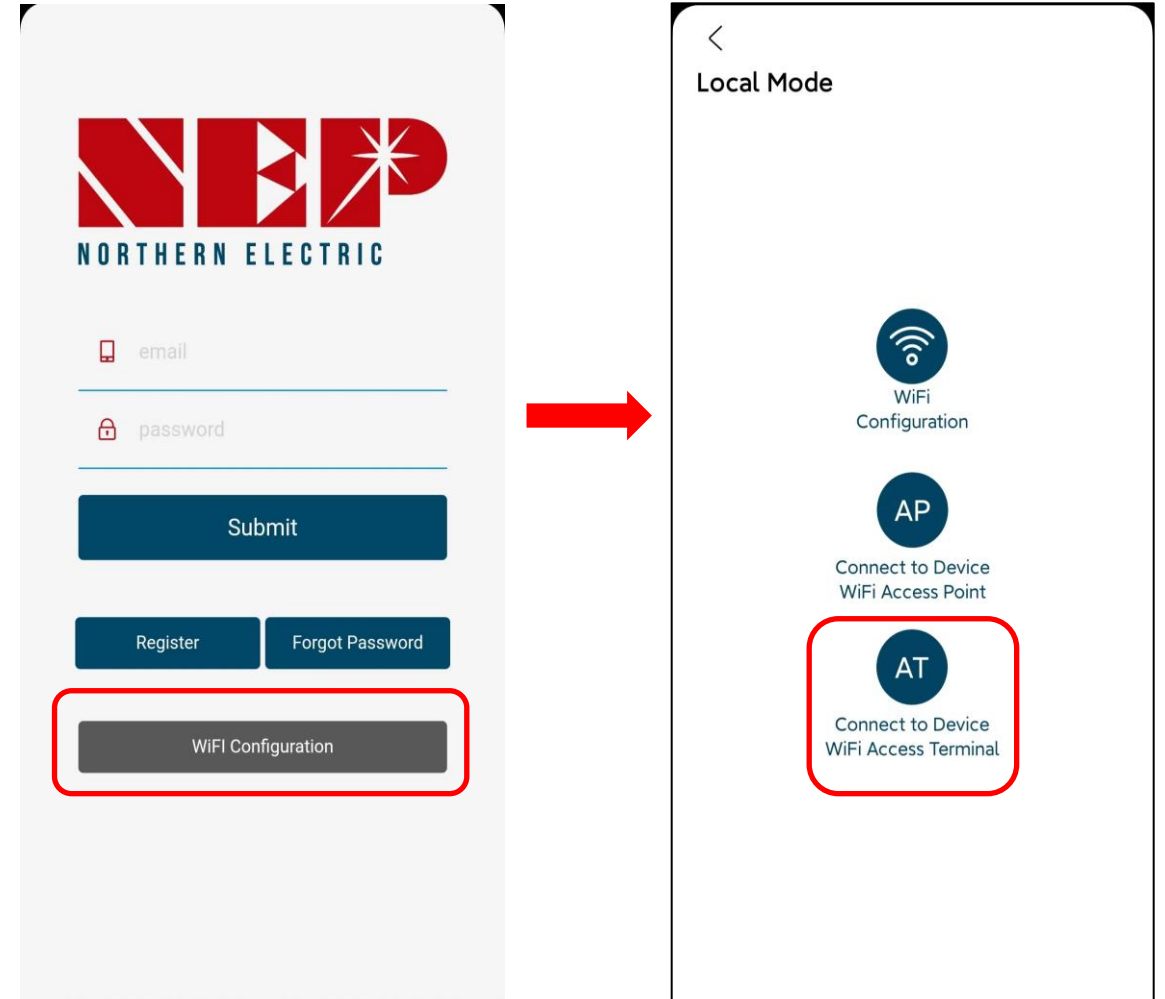 NEP
NORTHERN ELECTRIC
email
password
Submit
Register
Forgot Password
WiFI Configuration
Local Mode
WiFi
Configuration
AP
Connect to Device
WiFi Access Point
AT
Connect to Device
WiFi Access Terminal